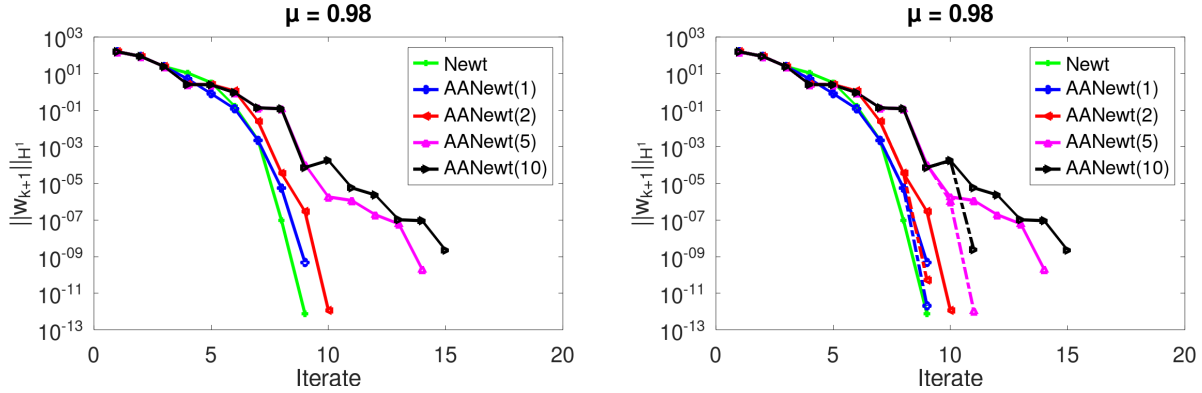 μ = 0.98
10^03
10^01
10^-01
10^-03
10^-05
10^-07
10^-09
10^-11
10^-13
||w_{k+1}||_{H^1}
0 5 10 15 20
Iterate
Newt
AANewt(1)
AANewt(2)
AANewt(5)
AANewt(10)
μ = 0.98
10^03
10^01
10^-01
10^-03
10^-05
10^-07
10^-09
10^-11
10^-13
||w_{k+1}||_{H^1}
0 5 10 15 20
Iterate
Newt
AANewt(1)
AANewt(2)
AANewt(5)
AANewt(10)